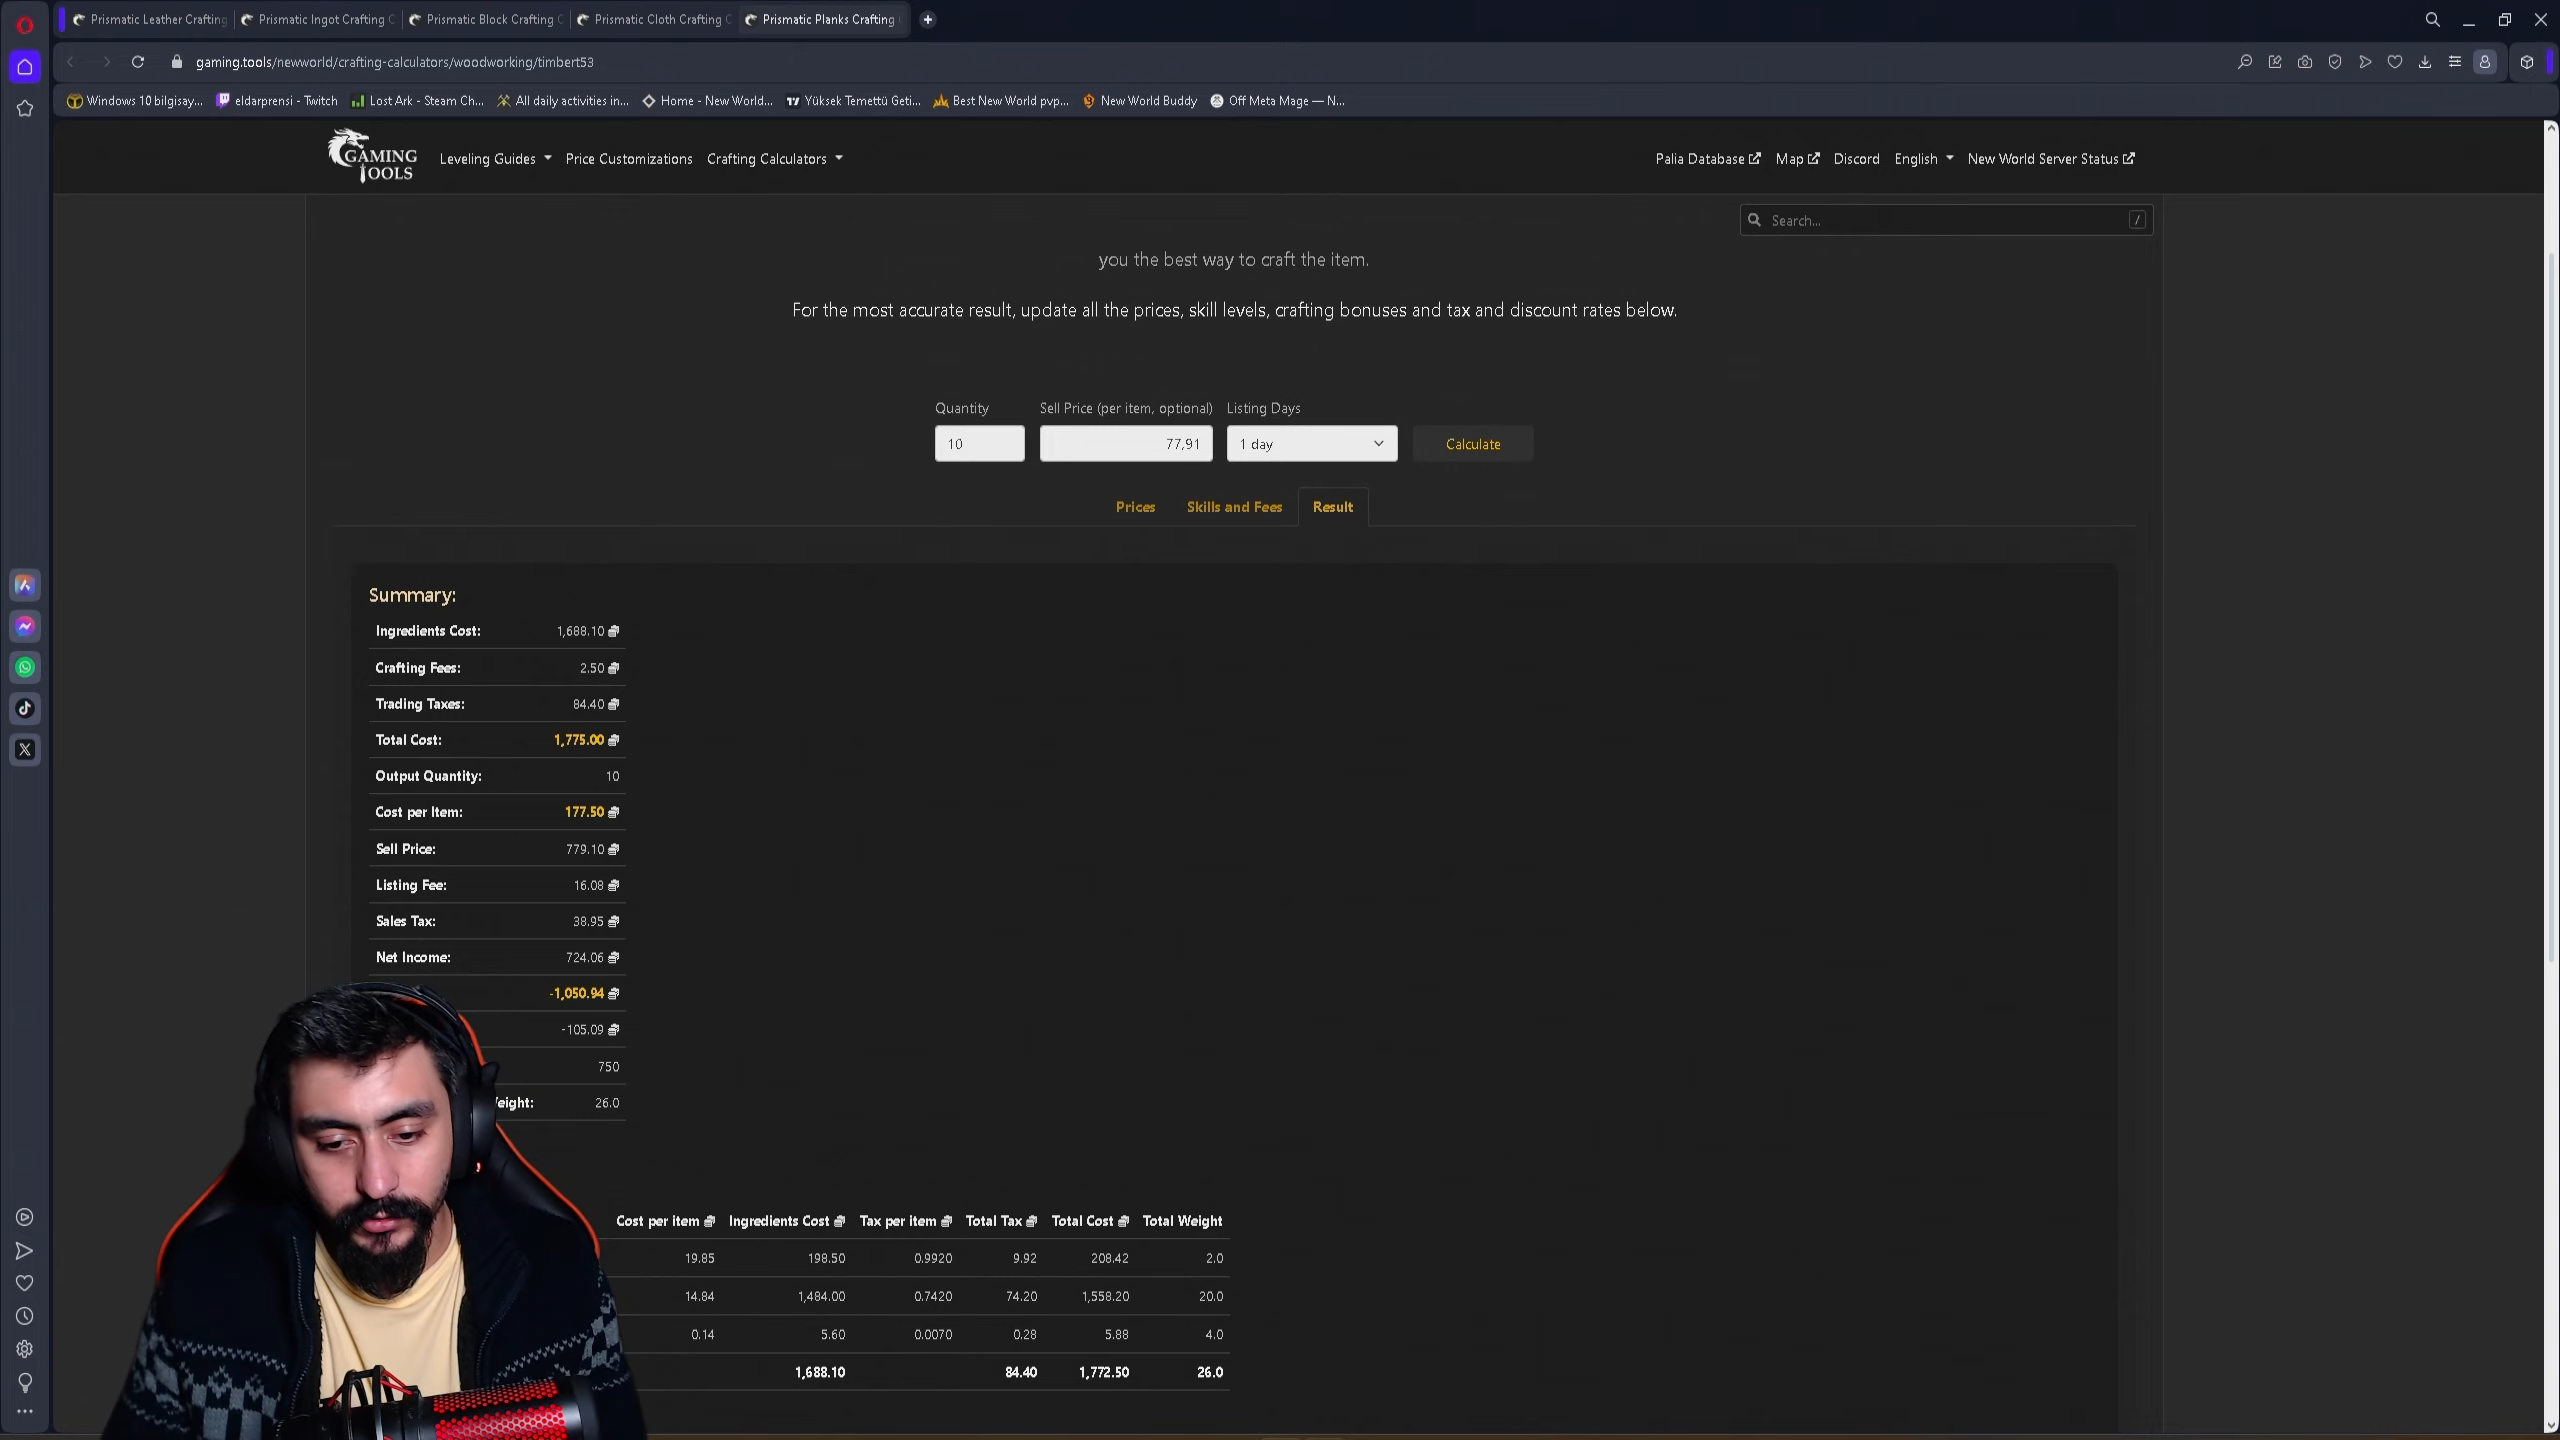 Prismatic Leather Crafting
Prismatic Ingot Crafting C
Prismatic Block Crafting C
Prismatic Cloth Crafting C
Prismatic Planks Crafting
gaming.tools/newworld/crafting-calculators/woodworking/timbert53
Windows 10 bilgisay...
eldarprensi - Twitch
Lost Ark - Steam Ch...
All daily activities in...
Home - New World...
Yüksek Temettü Geti...
Best New World pvp...
New World Buddy
Off Meta Mage — N...
GAMING TOOLS
Leveling Guides
Price Customizations
Crafting Calculators
Palia Database
Map
Discord
English
New World Server Status
Search...
/
you the best way to craft the item.
For the most accurate result, update all the prices, skill levels, crafting bonuses and tax and discount rates below.
Quantity Sell Price (per item, optional) Listing Days
10 77,91 1 day Calculate
Prices Skills and Fees Result
Summary:
Ingredients Cost: 1,688.10
Crafting Fees: 2.50
Trading Taxes: 84.40
Total Cost: 1,775.00
Output Quantity: 10
Cost per Item: 177.50
Sell Price: 779.10
Listing Fee: 16.08
Sales Tax: 38.95
Net Income: 724.06
-1,050.94
-105.09
750
Weight: 26.0
Cost per item Ingredients Cost Tax per item Total Tax Total Cost Total Weight
19.85 198.50 0.9920 9.92 208.42 2.0
14.84 1,484.00 0.7420 74.20 1,558.20 20.0
0.14 5.60 0.0070 0.28 5.88 4.0
1,688.10 84.40 1,772.50 26.0